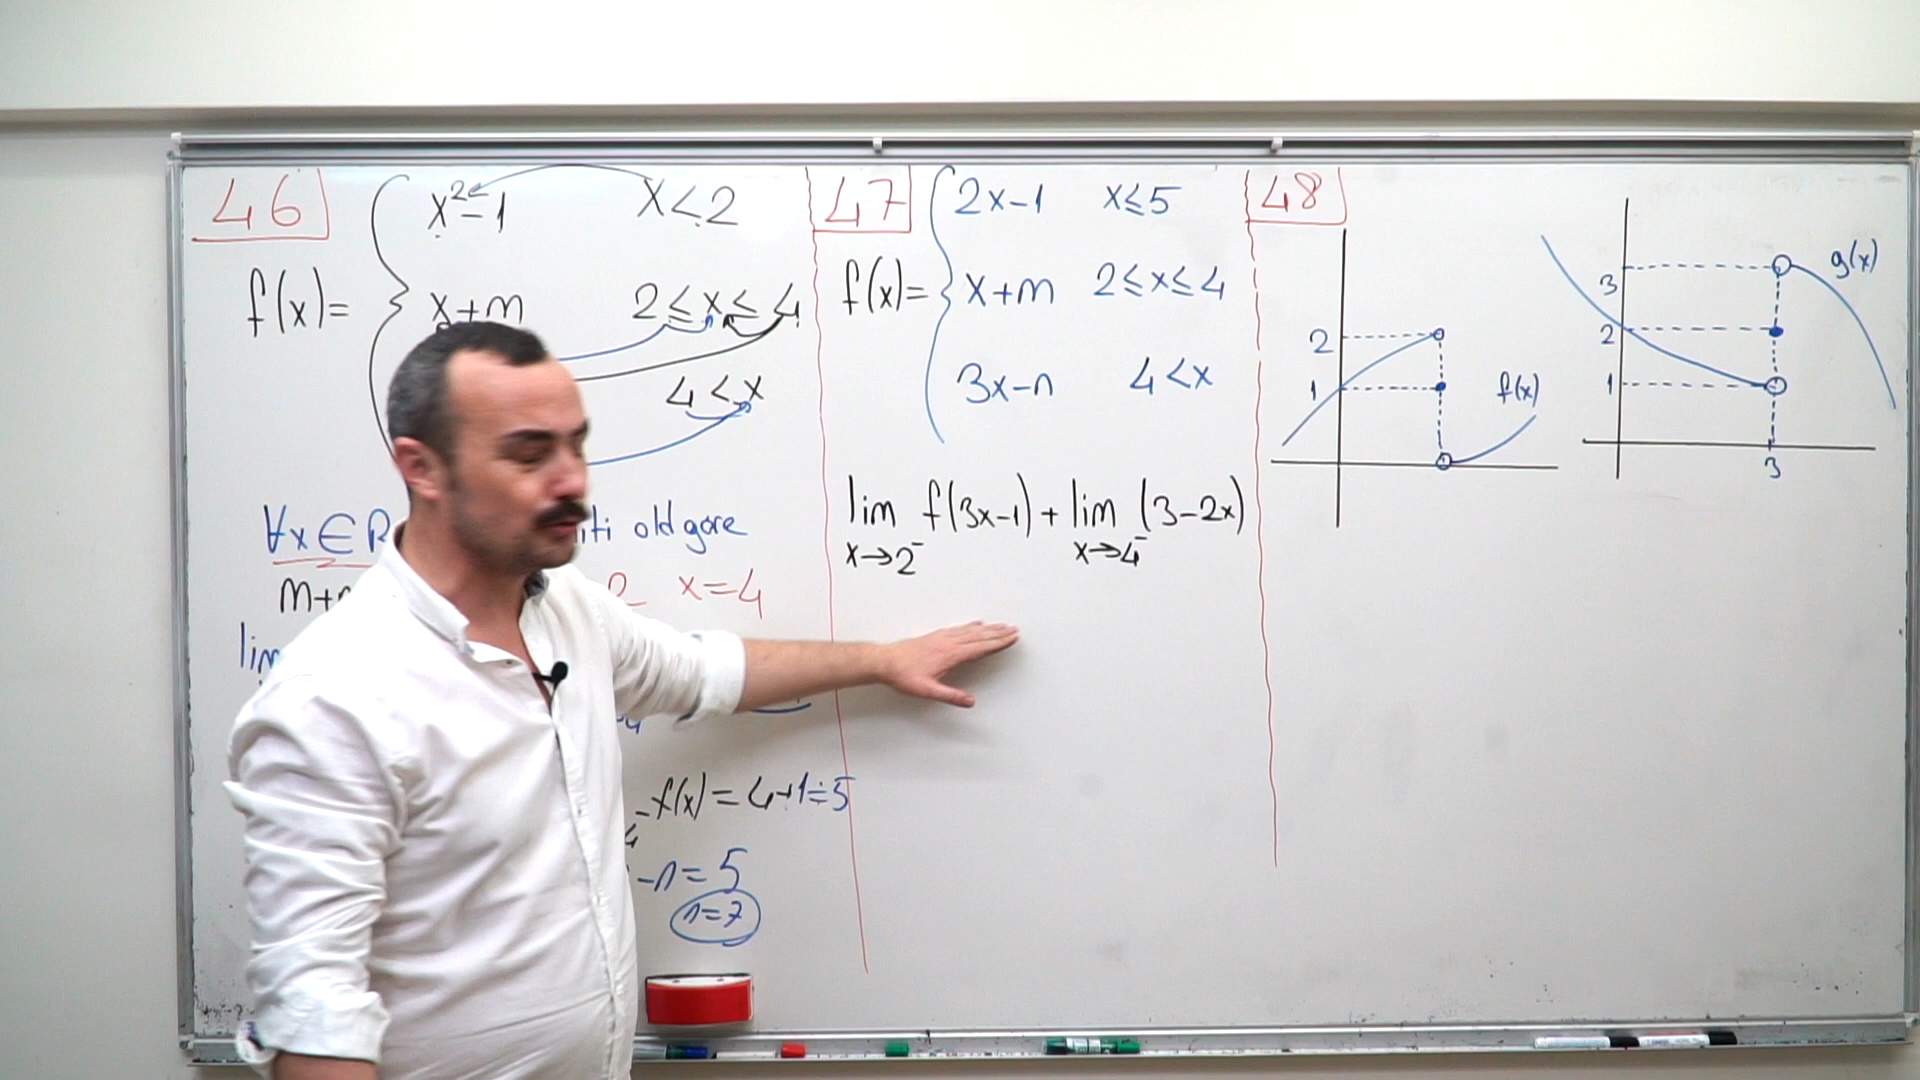 46
x²-1 x<2
f(x)= x+m 2≤x≤4
4<x
∀x∈R iti old göre
m+ 2 x=4
lim
f(x)=4+1=5
-n=5
n=7
47
2x-1 x≤5
f(x)= x+m 2≤x≤4
3x-n 4<x
lim f(3x-1)+lim (3-2x)
x→2⁻ x→4⁻
48
2
1
f(x)
g(x)
3
2
1
3